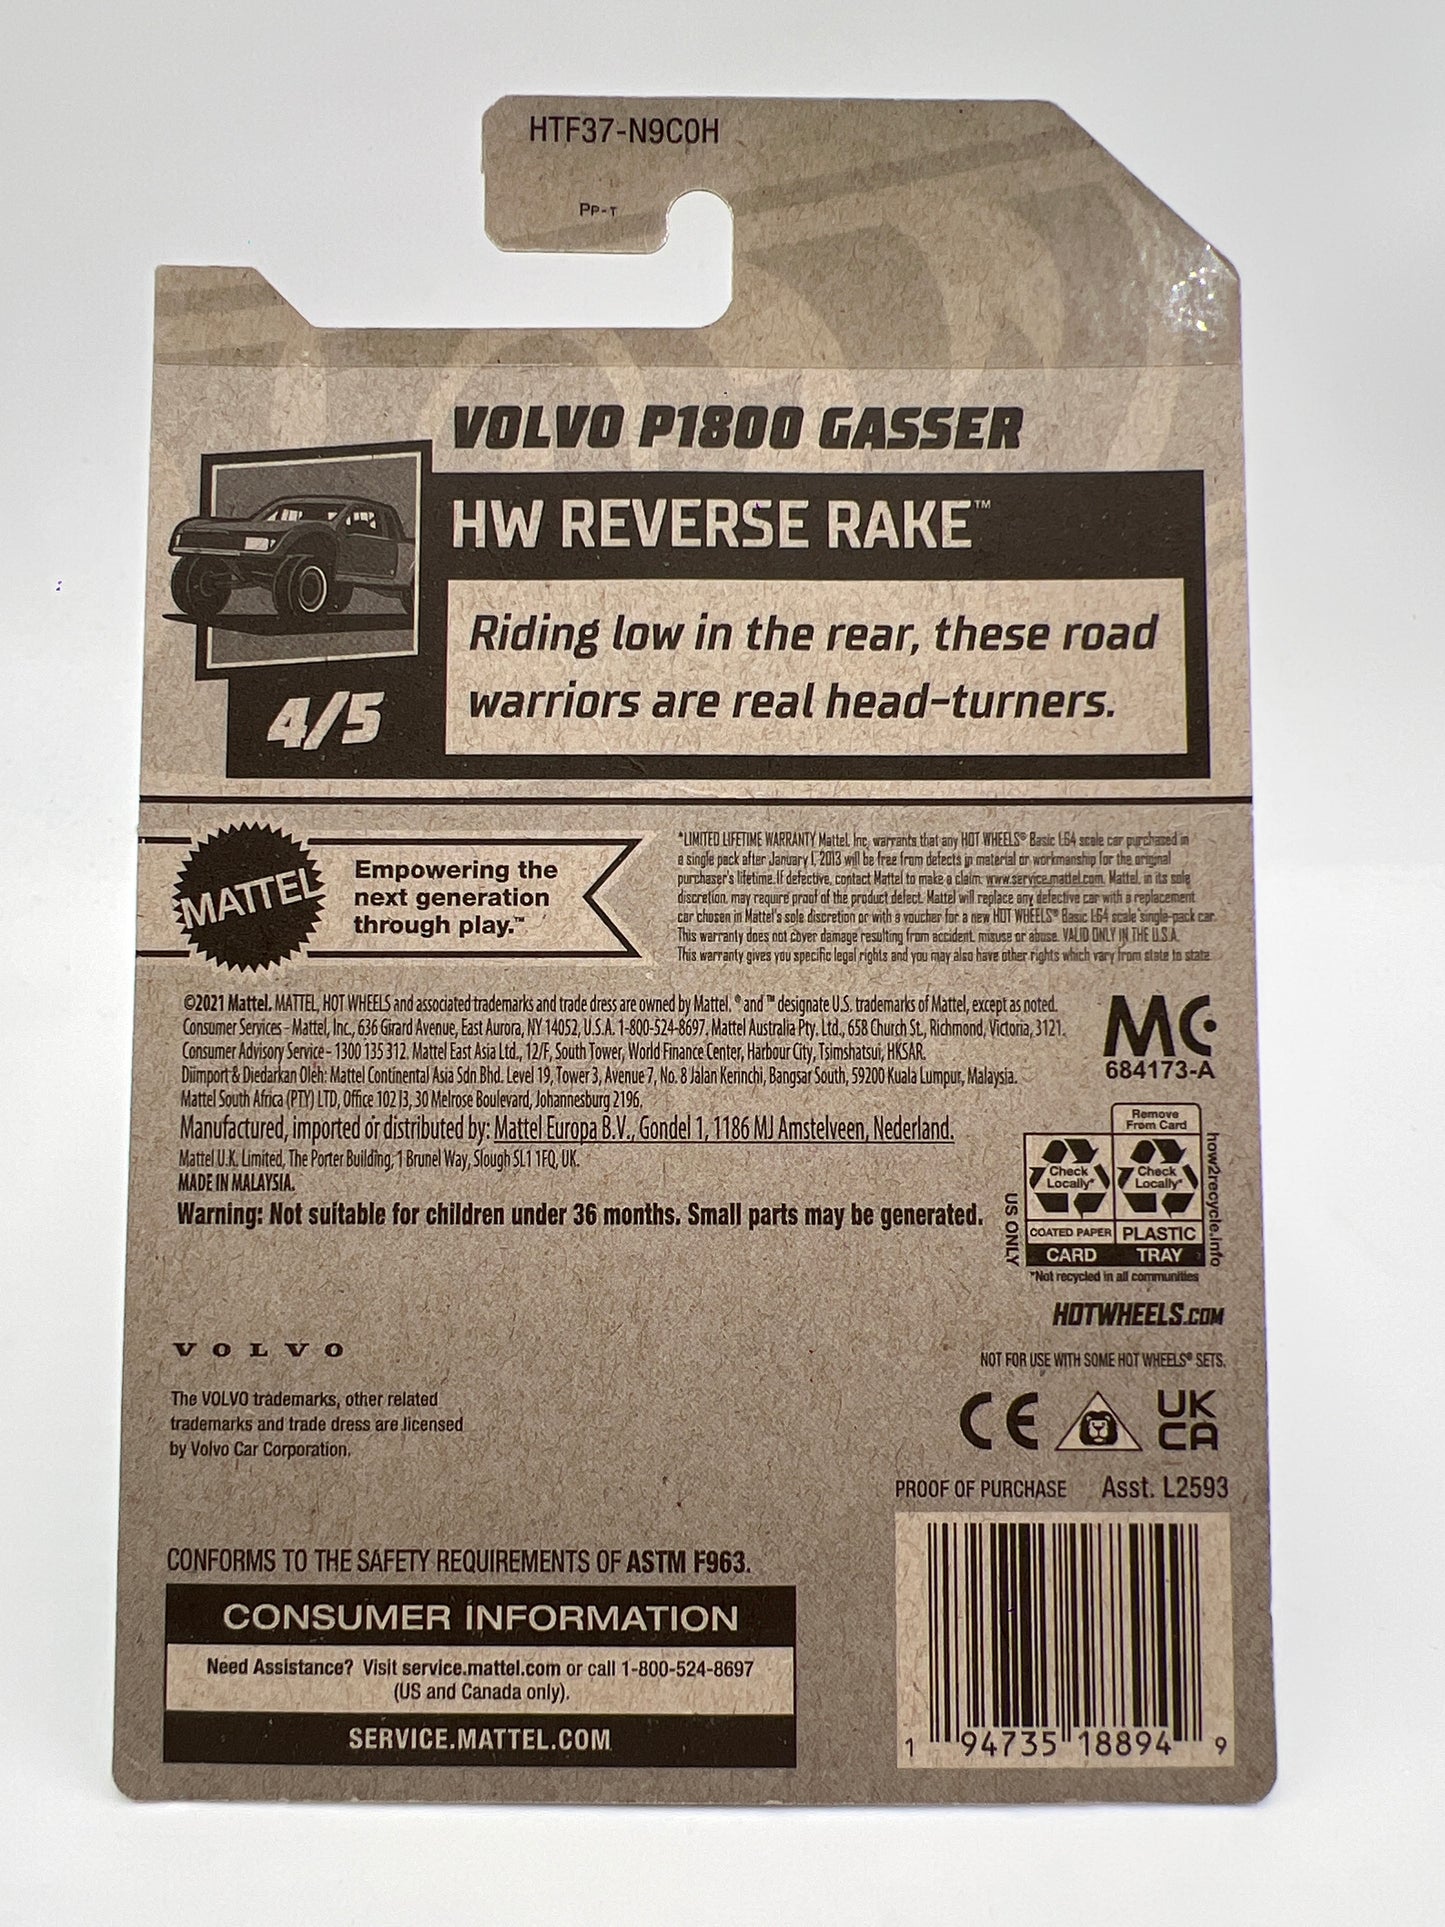 HTF37-N9C0H
PP-T
VOLVO P1800 GASSER
HW REVERSE RAKE™
Riding low in the rear, these road
warriors are real head-turners.
4/5
MATTEL
Empowering the
next generation
through play.™
*LIMITED LIFETIME WARRANTY Mattel, Inc. warrants that any HOT WHEELS® Basic 1:64 scale car purchased in
a single pack after January 1, 2013 will be free from defects in material or workmanship for the original
purchaser's lifetime. If defective, contact Mattel to make a claim: www.service.mattel.com. Mattel, in its sole
discretion, may require proof of the product defect. Mattel will replace any defective car with a replacement
car chosen in Mattel's sole discretion or with a voucher for a new HOT WHEELS® Basic 1:64 scale single-pack car.
This warranty does not cover damage resulting from accident, misuse or abuse. VALID ONLY IN THE U.S.A.
This warranty gives you specific legal rights and you may also have other rights which vary from state to state.
©2021 Mattel. MATTEL, HOT WHEELS and associated trademarks and trade dress are owned by Mattel. ® and ™ designate U.S. trademarks of Mattel, except as noted.
Consumer Services – Mattel, Inc., 636 Girard Avenue, East Aurora, NY 14052, U.S.A. 1-800-524-8697. Mattel Australia Pty. Ltd., 658 Church St., Richmond, Victoria, 3121.
Consumer Advisory Service – 1300 135 312. Mattel East Asia Ltd., 12/F, South Tower, World Finance Center, Harbour City, Tsimshatsui, HKSAR.
Diimport & Diedarkan Oleh: Mattel Continental Asia Sdn Bhd. Level 19, Tower 3, Avenue 7, No. 8 Jalan Kerinchi, Bangsar South, 59200 Kuala Lumpur, Malaysia.
Mattel South Africa (PTY) LTD, Office 102 I3, 30 Melrose Boulevard, Johannesburg 2196.
Manufactured, imported or distributed by: Mattel Europa B.V., Gondel 1, 1186 MJ Amstelveen, Nederland.
Mattel U.K. Limited, The Porter Building, 1 Brunel Way, Slough SL1 1FQ, UK.
MADE IN MALAYSIA.
Warning: Not suitable for children under 36 months. Small parts may be generated.
MC
684173-A
Remove
From Card
Check
Locally*
Check
Locally*
COATED PAPER
PLASTIC
CARD
TRAY
US ONLY
how2recycle.info
*Not recycled in all communities
HOTWHEELS.COM
NOT FOR USE WITH SOME HOT WHEELS® SETS.
VOLVO
The VOLVO trademarks, other related
trademarks and trade dress are licensed
by Volvo Car Corporation.
CE
UK
CA
PROOF OF PURCHASE Asst. L2593
CONFORMS TO THE SAFETY REQUIREMENTS OF ASTM F963.
CONSUMER INFORMATION
Need Assistance? Visit service.mattel.com or call 1-800-524-8697
(US and Canada only).
SERVICE.MATTEL.COM
1 94735 18894 9